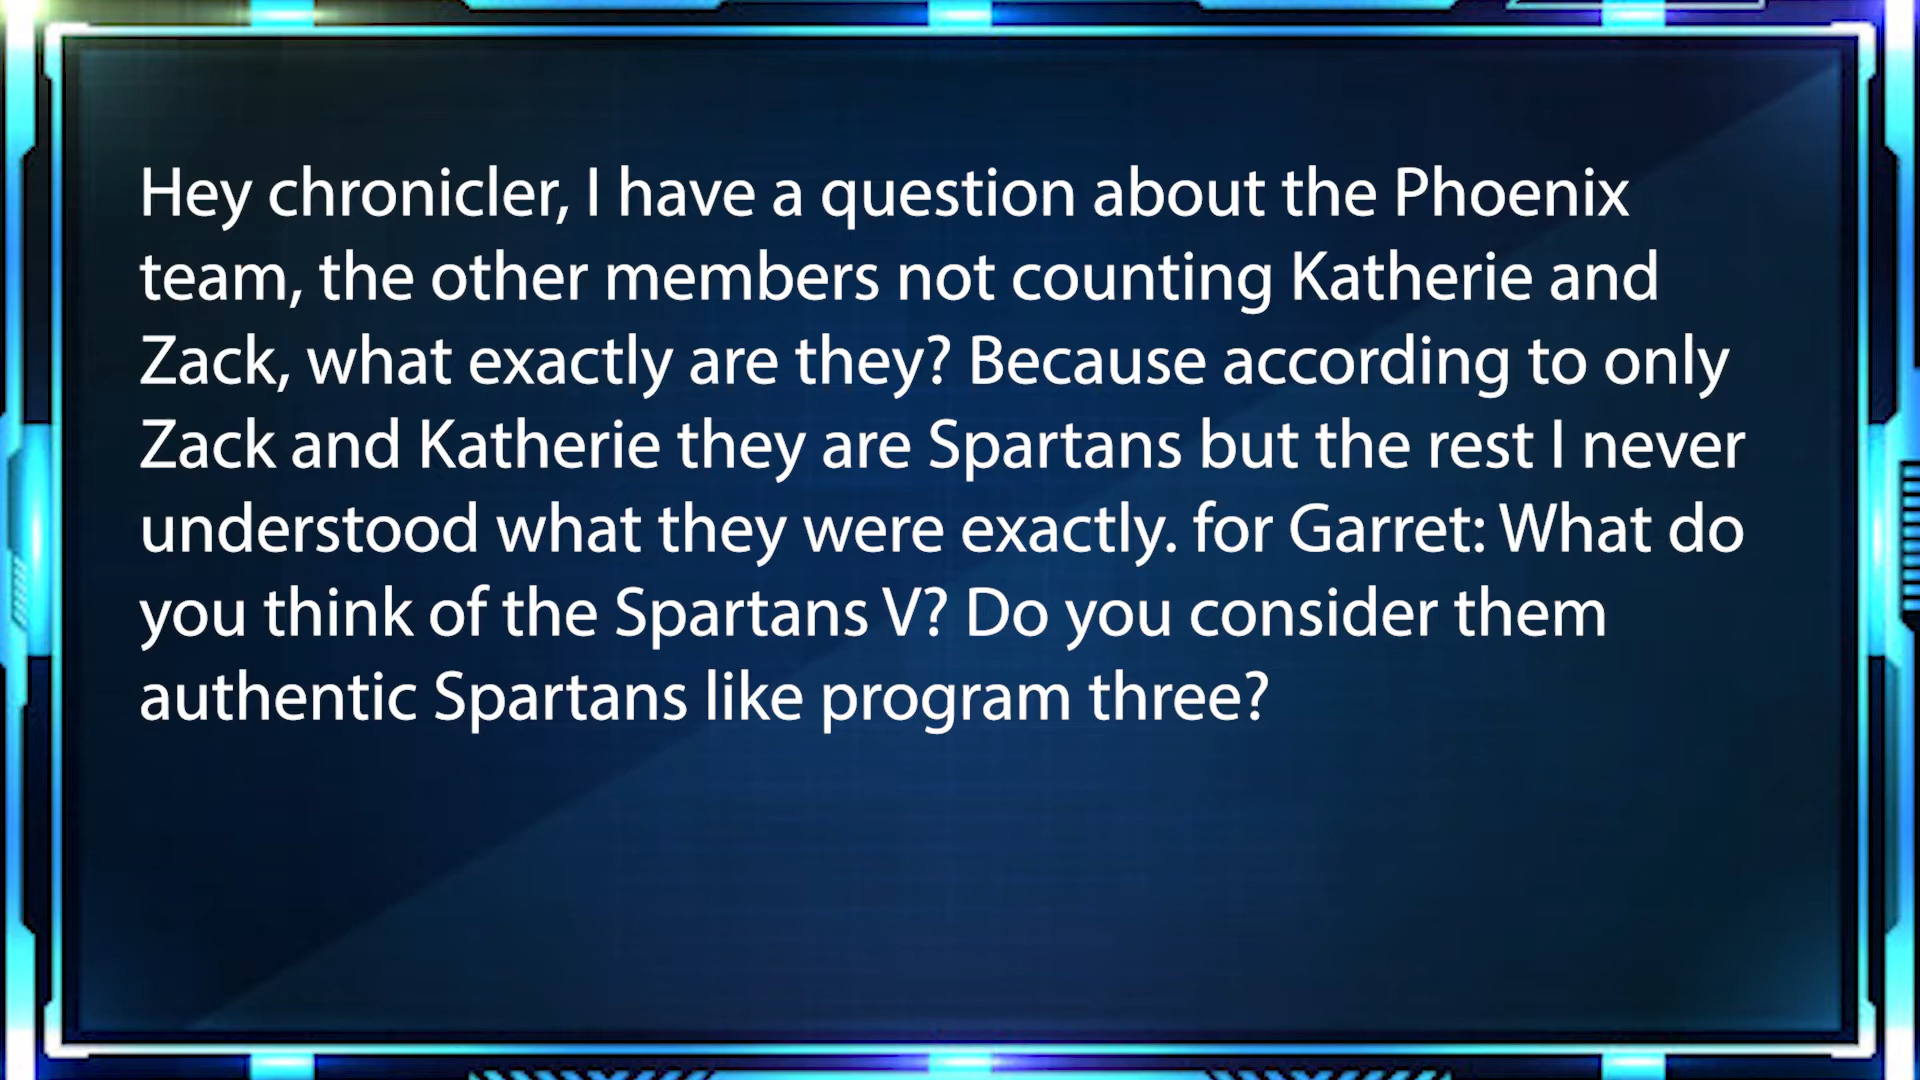 Hey chronicler, I have a question about the Phoenix
team, the other members not counting Katherie and
Zack, what exactly are they? Because according to only
Zack and Katherie they are Spartans but the rest I never
understood what they were exactly. for Garret: What do
you think of the Spartans V? Do you consider them
authentic Spartans like program three?